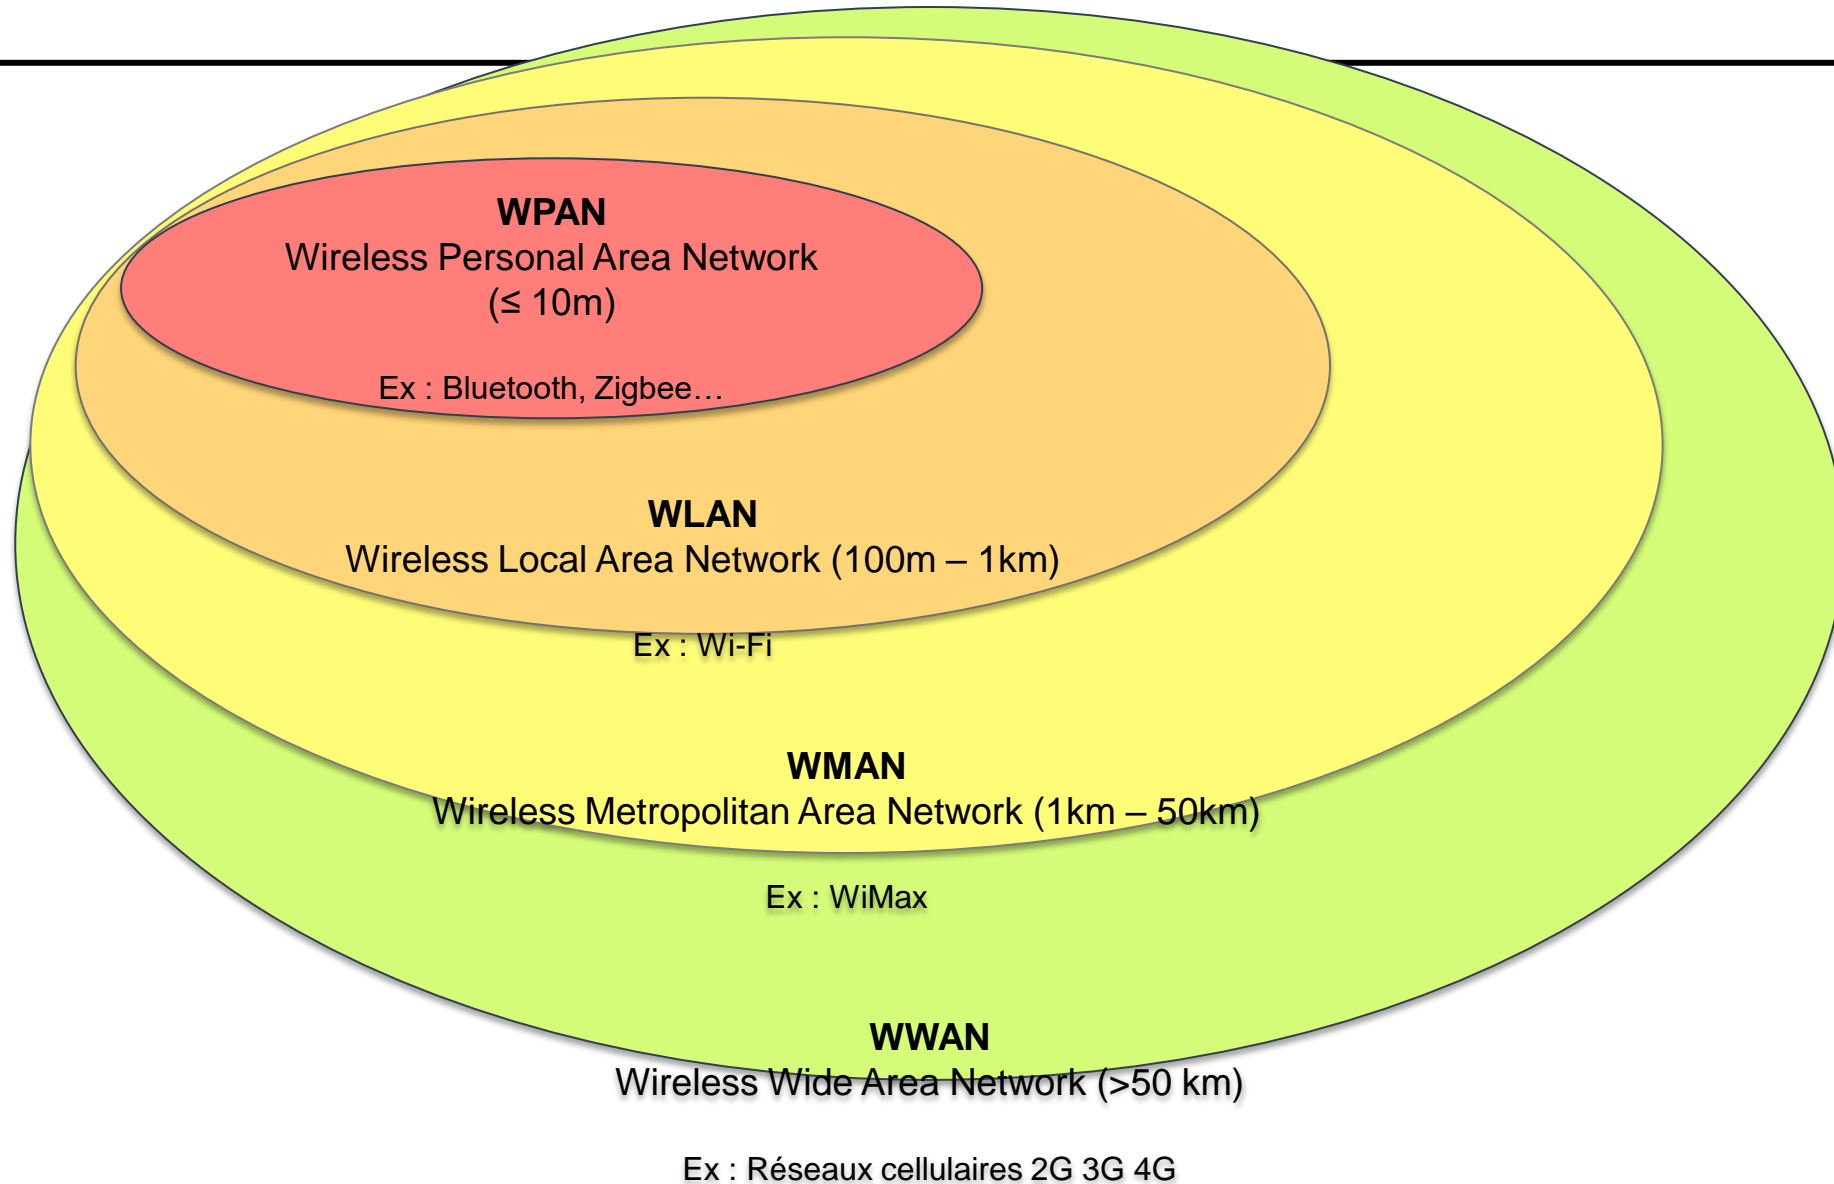 WPAN
Wireless Personal Area Network
(≤ 10m)
Ex : Bluetooth, Zigbee…
WLAN
Wireless Local Area Network (100m – 1km)
Ex : Wi-Fi
WMAN
Wireless Metropolitan Area Network (1km – 50km)
Ex : WiMax
WWAN
Wireless Wide Area Network (>50 km)
Ex : Réseaux cellulaires 2G 3G 4G